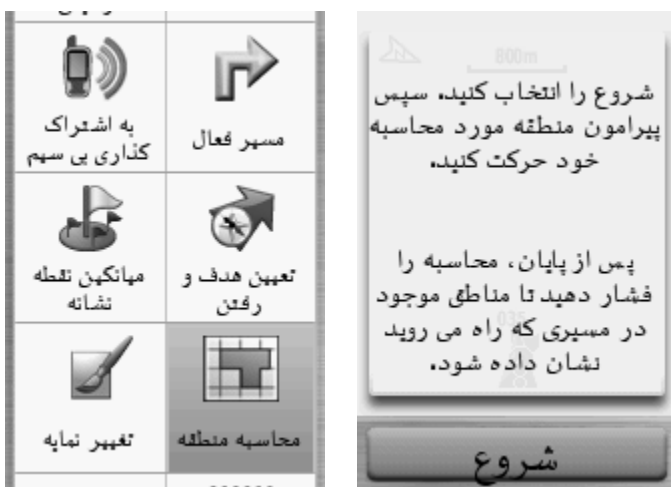 به اشتراک
گذاری بی سیم
مسیر فعال
میانگین نقطه
نشانه
تعیین هدف و
رفتن
تغییر نمایه
محاسبه منطقه
800m
شروع را انتخاب کنید. سپس
پیرامون منطقه مورد محاسبه
خود حرکت کنید.
پس از پایان، محاسبه را
فشار دهید تا مناطق موجود
در مسیری که راه می روید
نشان داده شود.
شروع